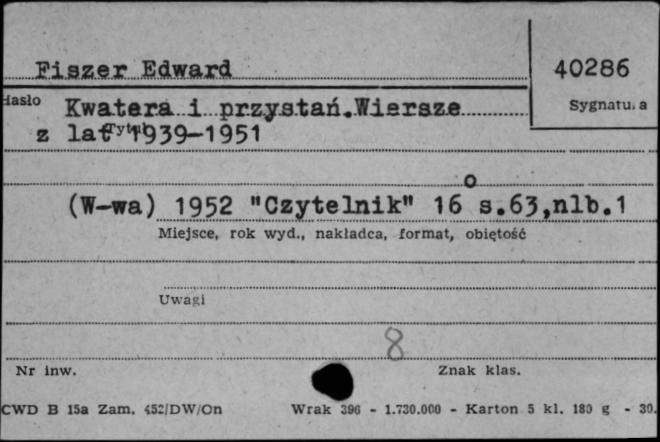 Fiszer Edward
40286
Hasło Kwatera i przystań.Wiersze
Sygnatura
z lat 1939-1951
Tytuł
(W-wa) 1952 "Czytelnik" 16° s.63,nlb.1
Miejsce, rok wyd., nakładca, format, objętość
Uwagi
8
Nr inw.
Znak klas.
CWD B 15a Zam. 452/DW/On Wrak 396 - 1.730.000 - Karton 5 kl. 180 g - 30.